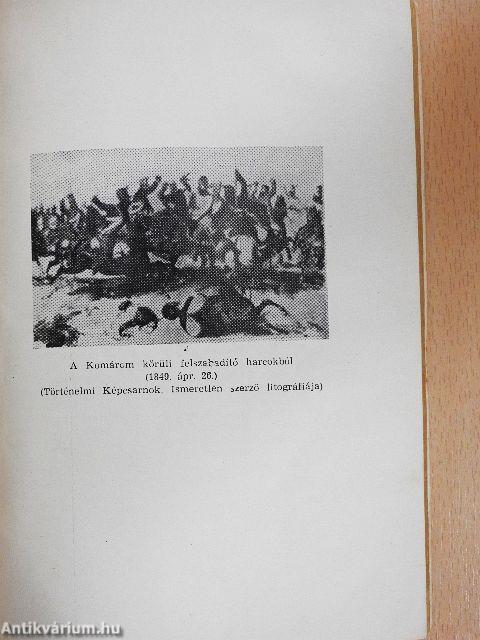 A Komárom körüli felszabadító harcokból
(1849. ápr. 26.)
(Történelmi Képcsarnok. Ismeretlen szerző litográfiája)
Antikvárium.hu